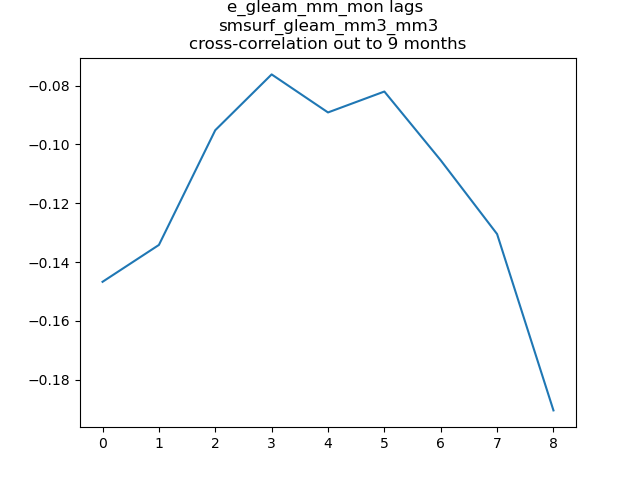 e_gleam_mm_mon lags
smsurf_gleam_mm3_mm3
cross-correlation out to 9 months
−0.08
−0.10
−0.12
−0.14
−0.16
−0.18
0 1 2 3 4 5 6 7 8